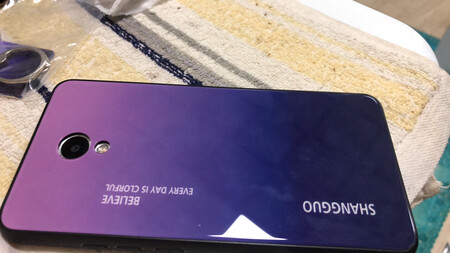 BELIEVE
EVERY DAY IS CLORFUL
SHANGGUO